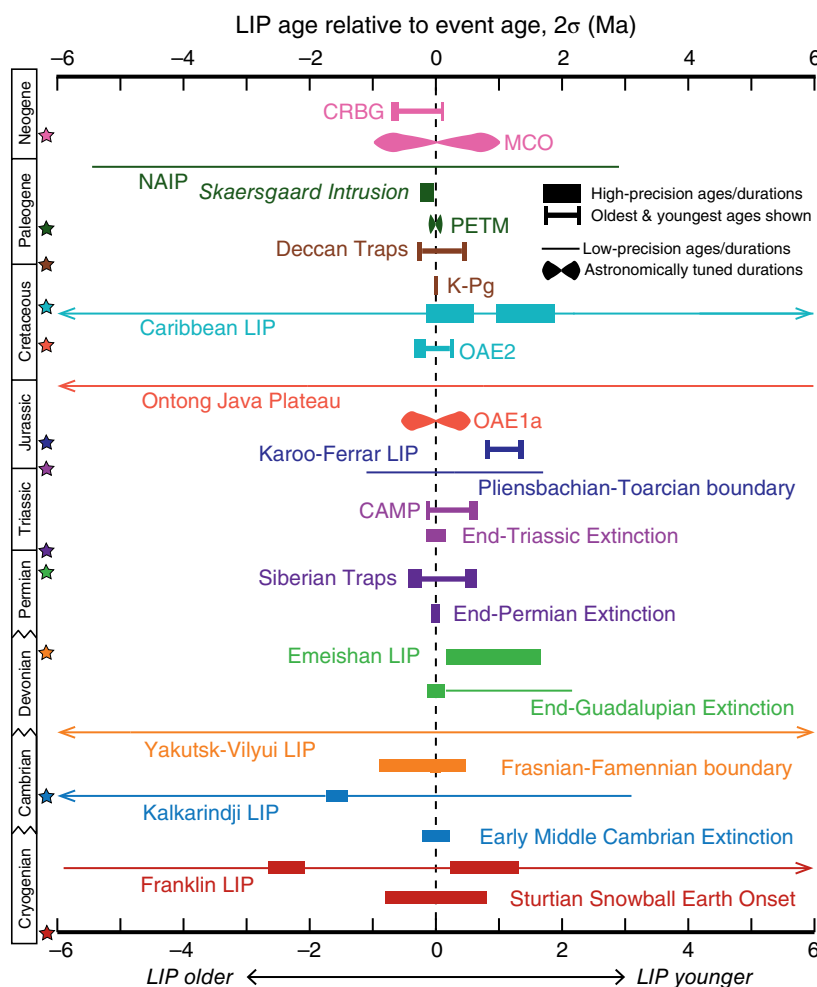 LIP age relative to event age, 2σ (Ma)
−6 −4 −2 0 2 4 6
Neogene
Paleogene
Cretaceous
Jurassic
Triassic
Permian
Devonian
Cambrian
Cryogenian
CRBG
MCO
NAIP
Skaersgaard Intrusion
High-precision ages/durations
Oldest & youngest ages shown
PETM
Deccan Traps
Low-precision ages/durations
Astronomically tuned durations
K-Pg
Caribbean LIP
OAE2
Ontong Java Plateau
OAE1a
Karoo-Ferrar LIP
Pliensbachian-Toarcian boundary
CAMP
End-Triassic Extinction
Siberian Traps
End-Permian Extinction
Emeishan LIP
End-Guadalupian Extinction
Yakutsk-Vilyui LIP
Frasnian-Famennian boundary
Kalkarindji LIP
Early Middle Cambrian Extinction
Franklin LIP
Sturtian Snowball Earth Onset
−6 −4 −2 0 2 4 6
LIP older LIP younger